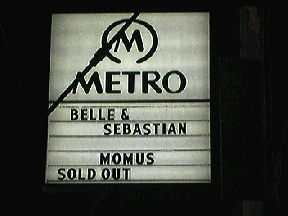 M
METRO
BELLE &
SEBASTIAN
MOMUS
SOLD OUT